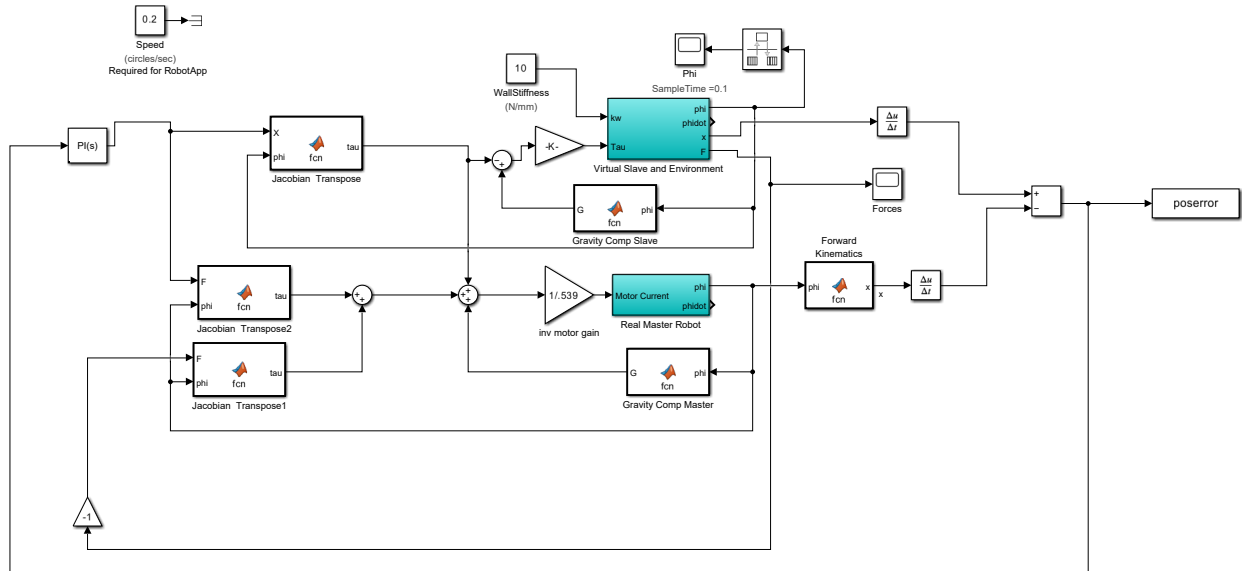 0.2
Speed
(circles/sec)
Required for RobotApp
10
WallStiffness
(N/mm)
Phi
SampleTime =0.1
kw
Tau
phi
phidot
x
F
Virtual Slave and Environment
Δu
Δt
PI(s)
X
phi
tau
fcn
Jacobian Transpose
-K-
G
phi
fcn
Gravity Comp Slave
Forces
poserror
Forward
Kinematics
phi
x
fcn
x
Δu
Δt
F
phi
tau
fcn
Jacobian Transpose2
1/.539
inv motor gain
Motor Current
phi
phidot
Real Master Robot
F
phi
tau
fcn
Jacobian Transpose1
G
phi
fcn
Gravity Comp Master
-1